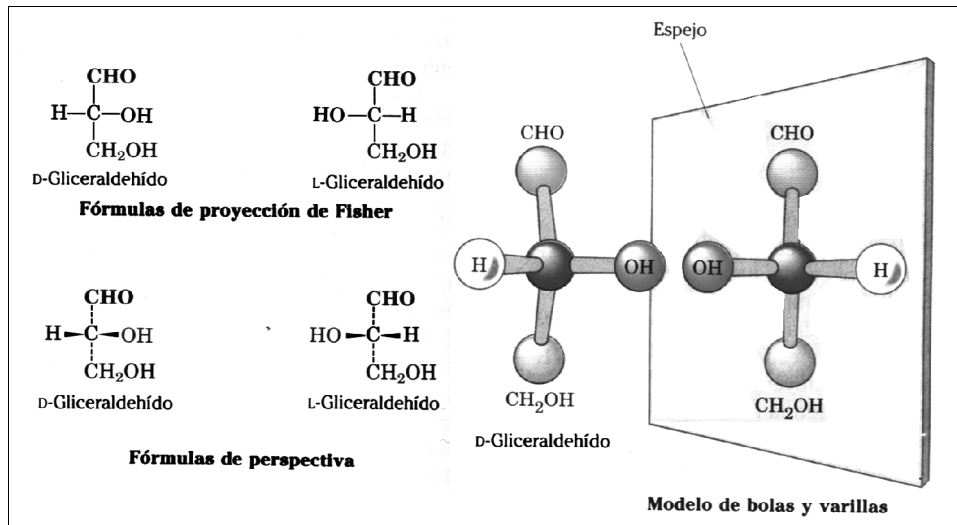 CHO
H—C—OH
CH₂OH
D-Gliceraldehído
CHO
HO—C—H
CH₂OH
L-Gliceraldehído
Fórmulas de proyección de Fisher
CHO
H C OH
CH₂OH
D-Gliceraldehído
CHO
HO C H
CH₂OH
L-Gliceraldehído
Fórmulas de perspectiva
Espejo
CHO
H OH
CH₂OH
D-Gliceraldehído
CHO
OH H
CH₂OH
Modelo de bolas y varillas